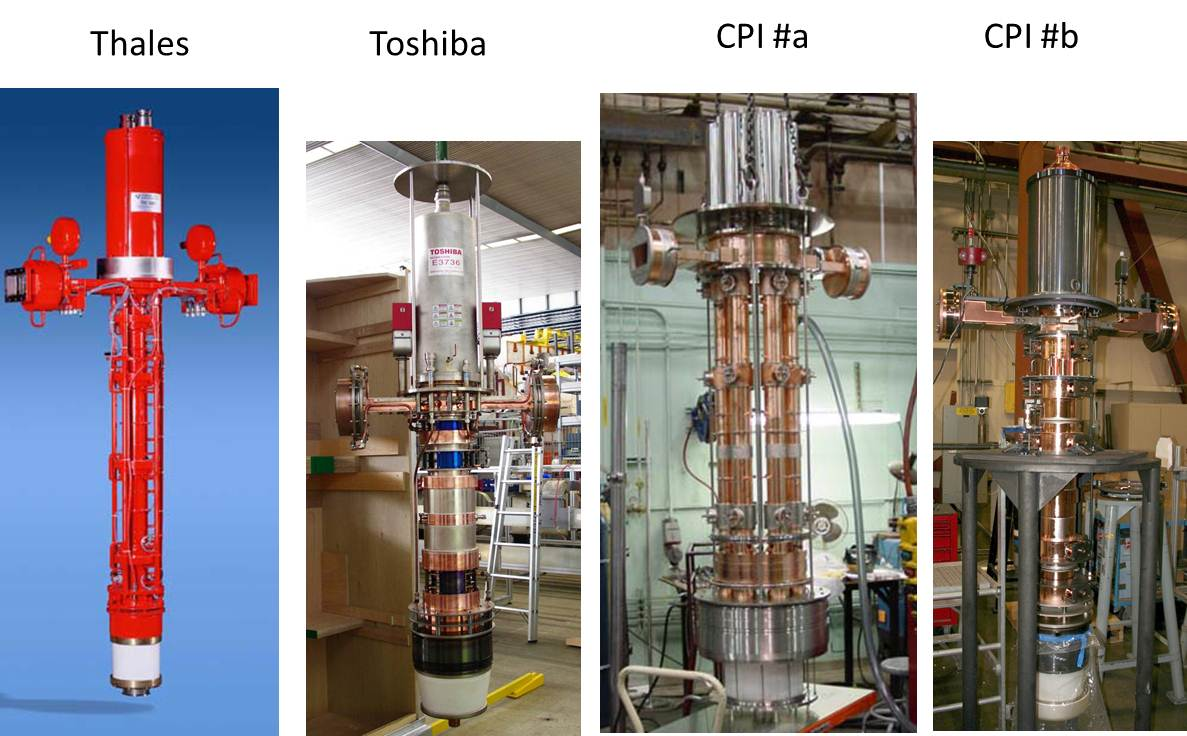 Thales
Toshiba
CPI #a
CPI #b
TOSHIBA
E3736